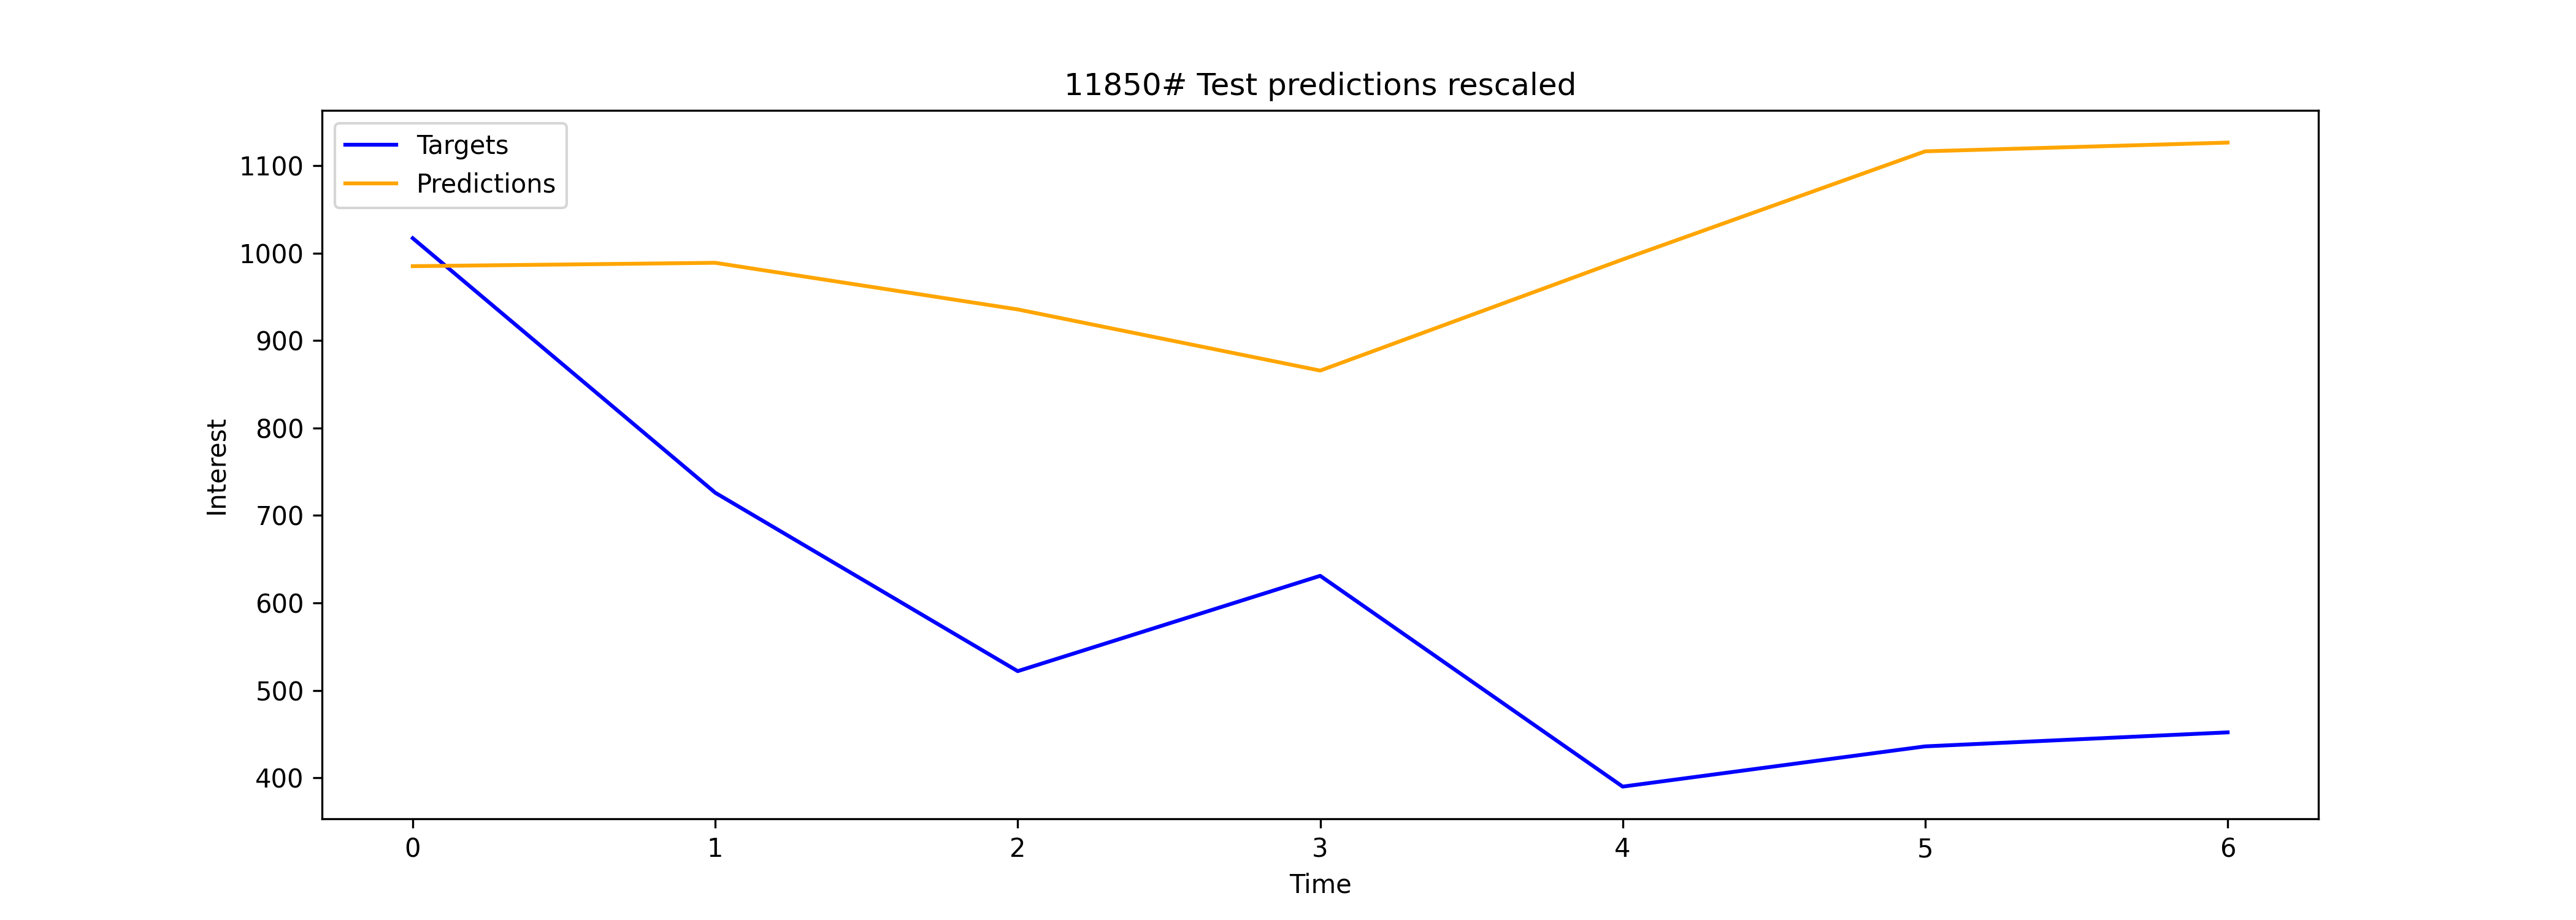 11850# Test predictions rescaled
Targets
Predictions
1100
1000
900
800
700
600
500
400
Interest
0 1 2 3 4 5 6
Time